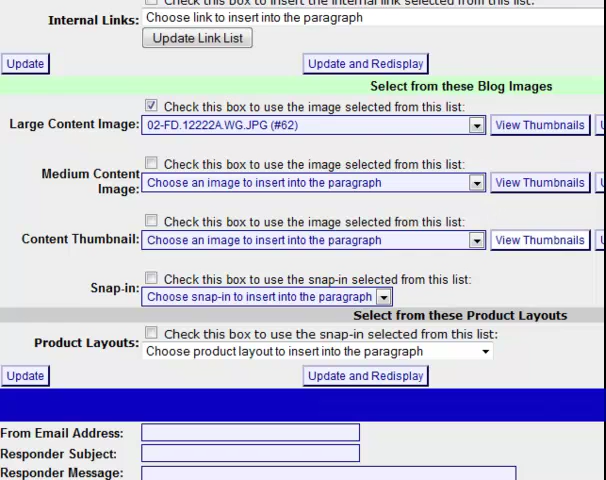 Check this box to insert the internal link selected from this list:
Internal Links: Choose link to insert into the paragraph
Update Link List
Update Update and Redisplay
Select from these Blog Images
Check this box to use the image selected from this list:
Large Content Image: 02-FD.12222A.WG.JPG (#62) View Thumbnails U
Check this box to use the image selected from this list:
Medium Content
Image: Choose an image to insert into the paragraph View Thumbnails U
Check this box to use the image selected from this list:
Content Thumbnail: Choose an image to insert into the paragraph View Thumbnails U
Check this box to use the snap-in selected from this list:
Snap-in: Choose snap-in to insert into the paragraph
Select from these Product Layouts
Check this box to use the snap-in selected from this list:
Product Layouts: Choose product layout to insert into the paragraph
Update Update and Redisplay
From Email Address:
Responder Subject:
Responder Message: